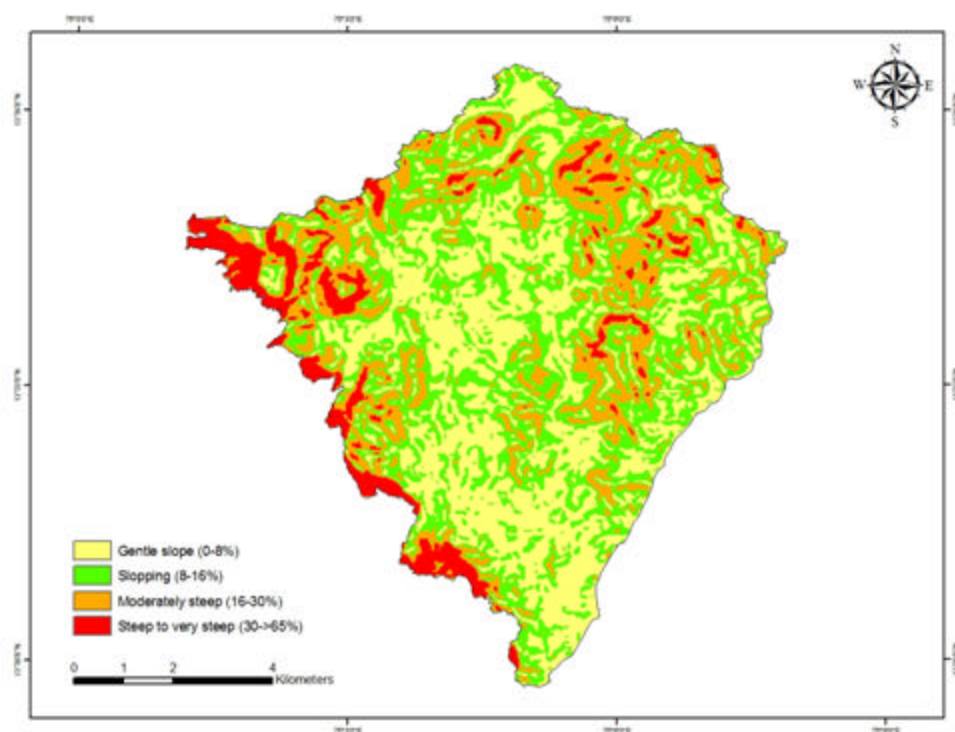 N
W E
S
Gentle slope (0-8%)
Slopping (8-16%)
Moderately steep (16-30%)
Steep to very steep (30->65%)
0 1 2 4
Kilometers